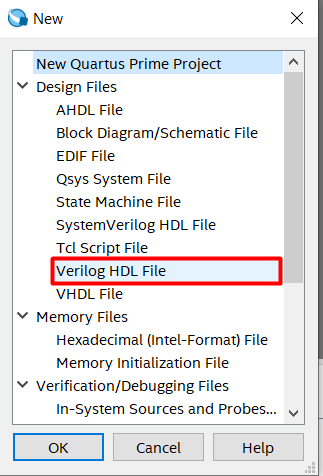 New
New Quartus Prime Project
Design Files
AHDL File
Block Diagram/Schematic File
EDIF File
Qsys System File
State Machine File
SystemVerilog HDL File
Tcl Script File
Verilog HDL File
VHDL File
Memory Files
Hexadecimal (Intel-Format) File
Memory Initialization File
Verification/Debugging Files
In-System Sources and Probes...
OK
Cancel
Help